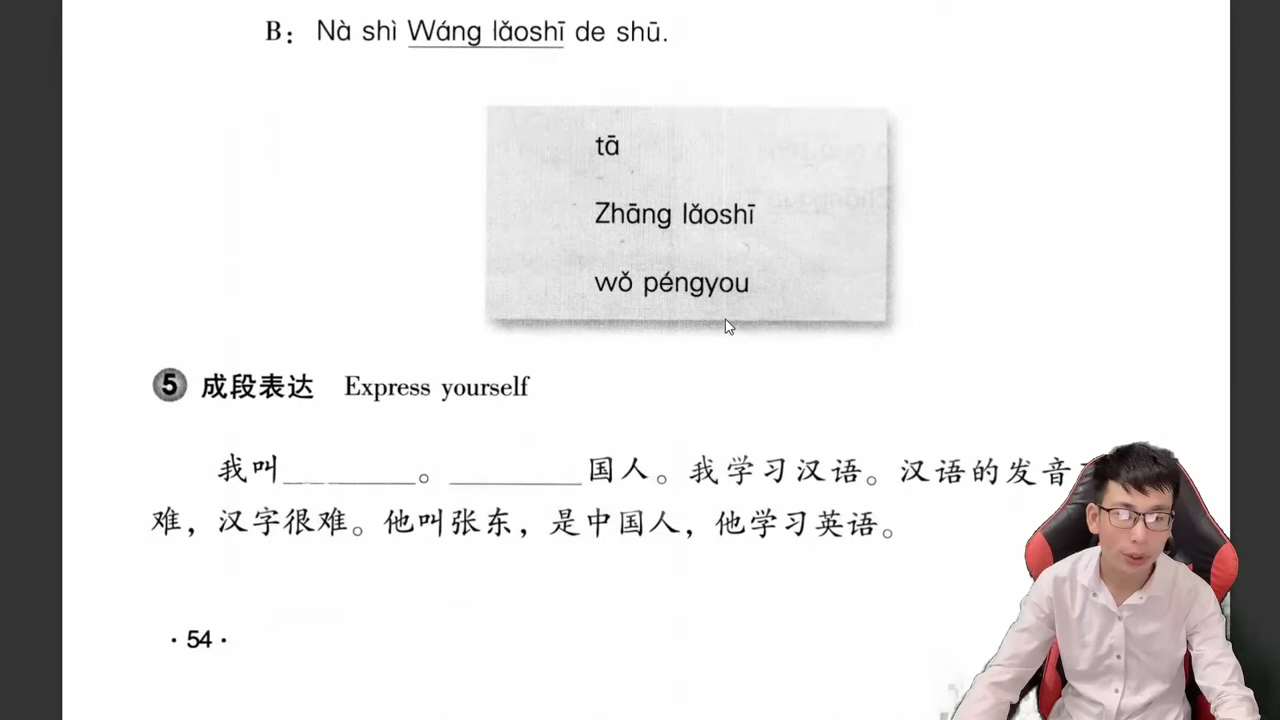 B： Nà shì Wáng lǎoshī de shū.
tā
Zhāng lǎoshī
wǒ péngyou
5 成段表达 Express yourself
我叫________。________国人。我学习汉语。汉语的发音
难，汉字很难。他叫张东，是中国人，他学习英语。
·54·